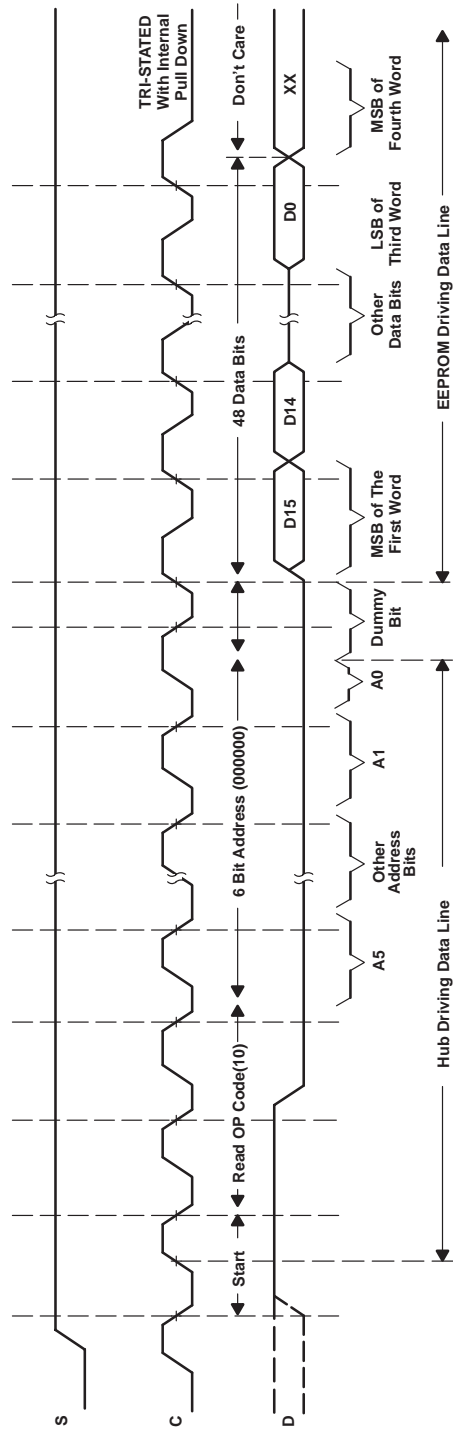 S
C
TRI-STATED
With Internal
Pull Down
Start
Read OP Code(10)
6 Bit Address (000000)
48 Data Bits
Don't Care
D
D15
D14
D0
XX
A5
Other
Address
Bits
A1
A0
Dummy
Bit
MSB of The
First Word
Other
Data Bits
LSB of
Third Word
MSB of
Fourth Word
Hub Driving Data Line
EEPROM Driving Data Line